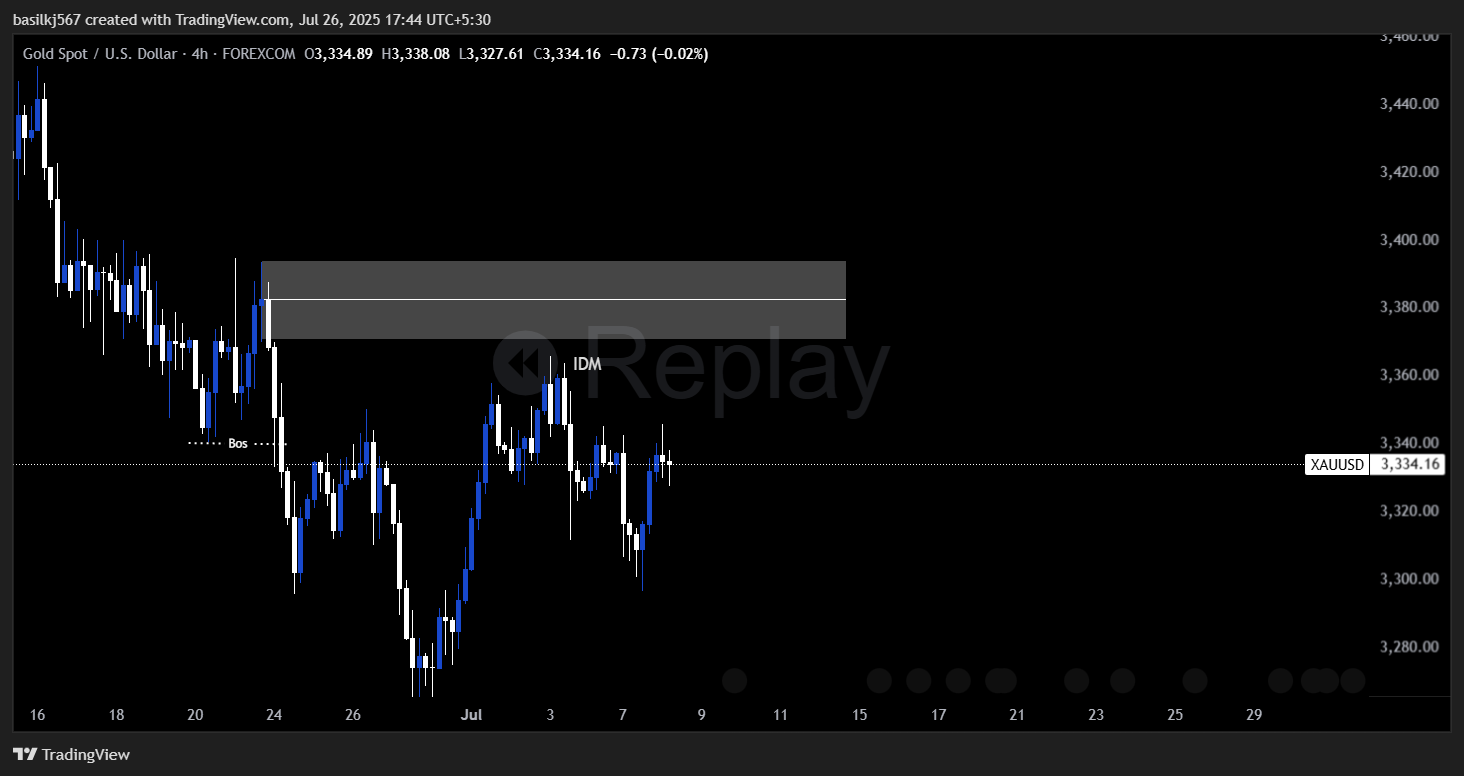 basilkj567 created with TradingView.com, Jul 26, 2025 17:44 UTC+5:30
Gold Spot / U.S. Dollar · 4h · FOREXCOM O3,334.89 H3,338.08 L3,327.61 C3,334.16 −0.73 (−0.02%)
3,460.00
3,440.00
3,420.00
3,400.00
3,380.00
Replay
IDM
3,360.00
Bos
3,340.00
XAUUSD 3,334.16
3,320.00
3,300.00
3,280.00
16 18 20 24 26 Jul 3 7 9 11 15 17 21 23 25 29
TradingView